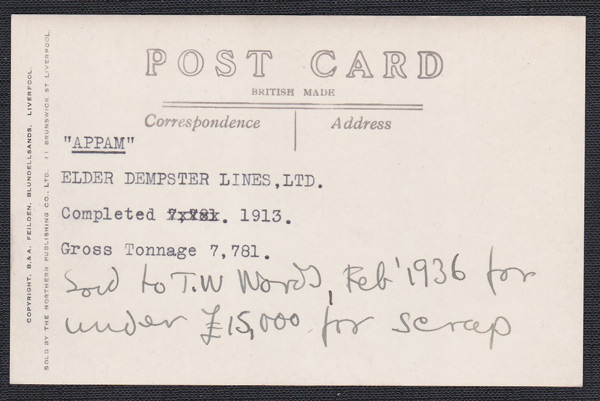 POST CARD
BRITISH MADE
Correspondence
Address
"APPAM"
ELDER DEMPSTER LINES,LTD.
Completed 7,781. 1913.
Gross Tonnage 7,781.
Sold to T.W Wards, Feb' 1936 for
under £15,000 for scrap
COPYRIGHT. B.& A. FEILDEN. BLUNDELLSANDS. LIVERPOOL.
SOLD BY THE NORTHERN PUBLISHING CO., LTD. 11 BRUNSWICK ST LIVERPOOL.